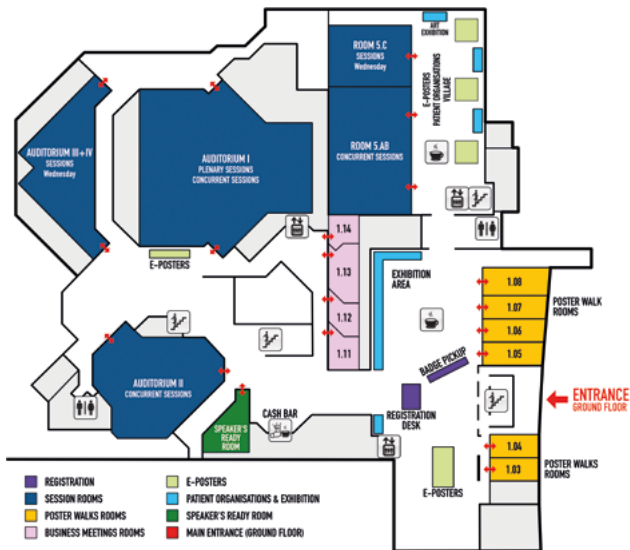 ART
EXHIBITION
ROOM 5.C
SESSIONS
Wednesday
E-POSTERS
PATIENT ORGANISATIONS
VILLAGE
AUDITORIUM III+IV
SESSIONS
Wednesday
AUDITORIUM I
PLENARY SESSIONS
CONCURRENT SESSIONS
ROOM 5.AB
CONCURRENT SESSIONS
1.14
1.13
1.12
1.11
E-POSTERS
EXHIBITION
AREA
1.08
1.07
1.06
1.05
POSTER WALK
ROOMS
BADGE PICKUP
ENTRANCE
GROUND FLOOR
AUDITORIUM II
CONCURRENT SESSIONS
SPEAKER'S
READY
ROOM
CASH BAR
REGISTRATION
DESK
1.04
1.03
POSTER WALKS
ROOMS
E-POSTERS
REGISTRATION
SESSION ROOMS
POSTER WALKS ROOMS
BUSINESS MEETINGS ROOMS
E-POSTERS
PATIENT ORGANISATIONS & EXHIBITION
SPEAKER'S READY ROOM
MAIN ENTRANCE (GROUND FLOOR)